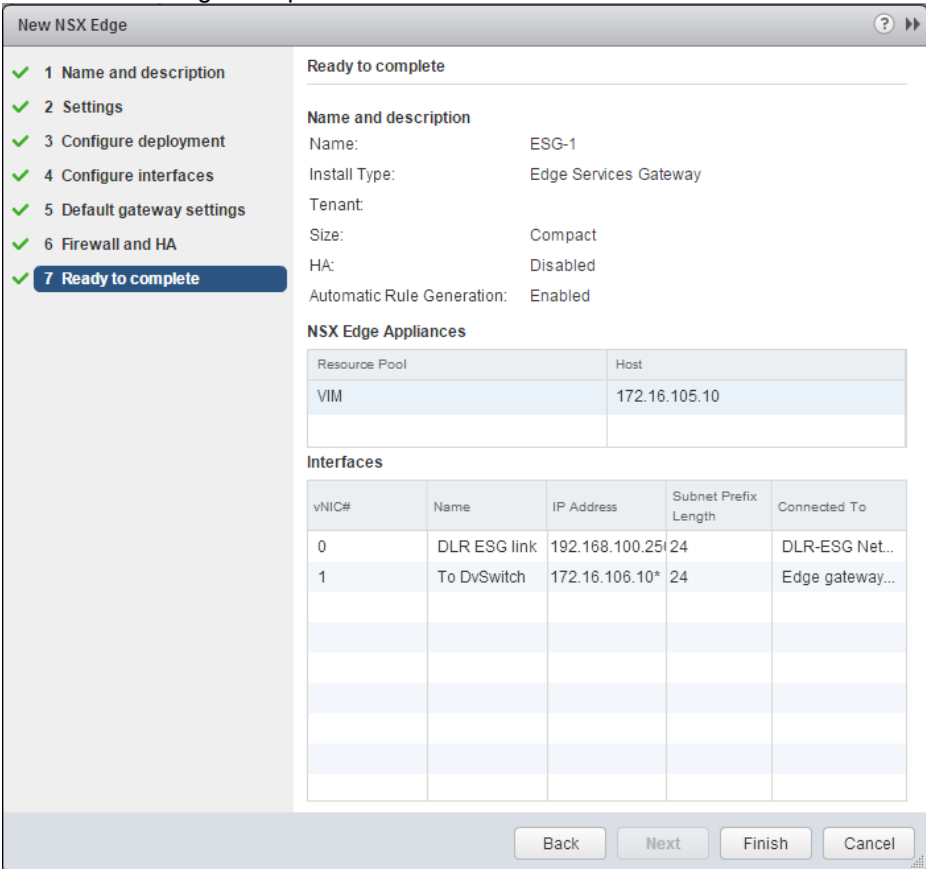 New NSX Edge
1 Name and description
2 Settings
3 Configure deployment
4 Configure interfaces
5 Default gateway settings
6 Firewall and HA
7 Ready to complete
Ready to complete
Name and description
Name: ESG-1
Install Type: Edge Services Gateway
Tenant:
Size: Compact
HA: Disabled
Automatic Rule Generation: Enabled
NSX Edge Appliances
Resource Pool Host
VIM 172.16.105.10
Interfaces
vNIC# Name IP Address Subnet Prefix Length Connected To
0 DLR ESG link 192.168.100.25 24 DLR-ESG Net...
1 To DvSwitch 172.16.106.10* 24 Edge gateway...
Back Next Finish Cancel